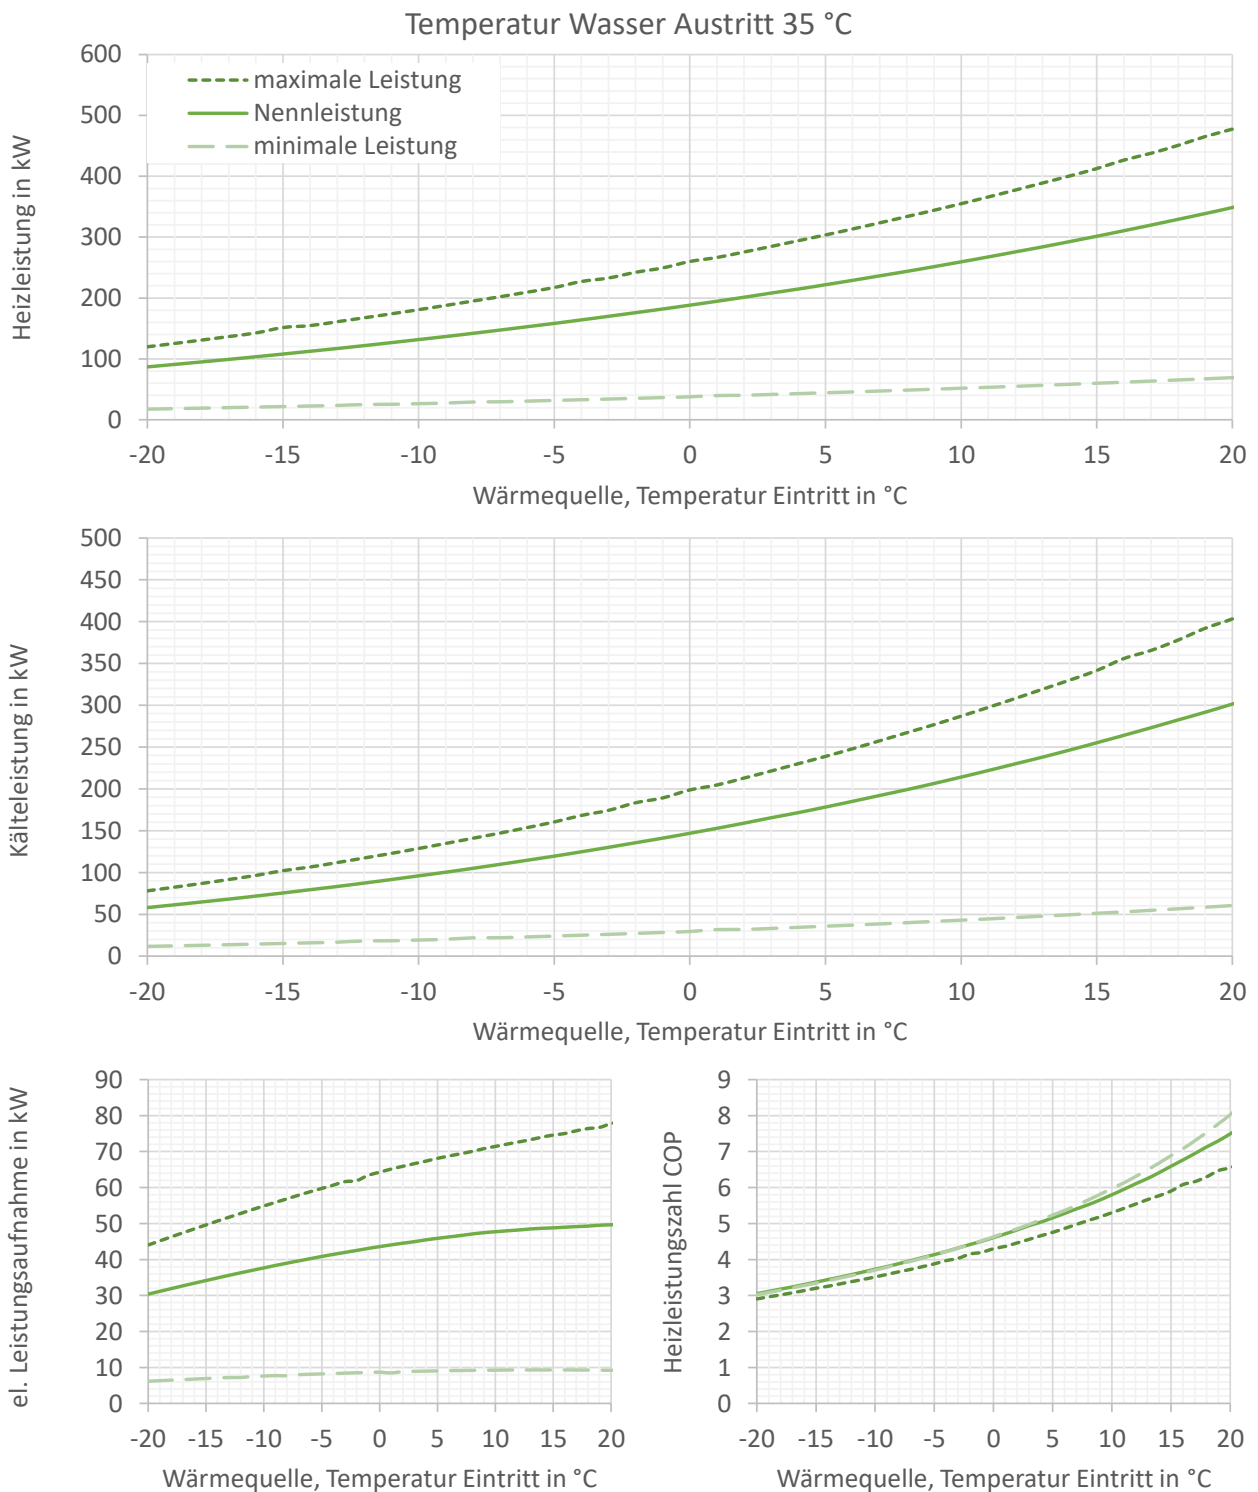 Temperatur Wasser Austritt 35 °C
Heizleistung in kW
600
500
400
300
200
100
0
maximale Leistung
Nennleistung
minimale Leistung
-20 -15 -10 -5 0 5 10 15 20
Wärmequelle, Temperatur Eintritt in °C
Kälteleistung in kW
500
450
400
350
300
250
200
150
100
50
0
-20 -15 -10 -5 0 5 10 15 20
Wärmequelle, Temperatur Eintritt in °C
el. Leistungsaufnahme in kW
90
80
70
60
50
40
30
20
10
0
-20 -15 -10 -5 0 5 10 15 20
Wärmequelle, Temperatur Eintritt in °C
Heizleistungszahl COP
9
8
7
6
5
4
3
2
1
0
-20 -15 -10 -5 0 5 10 15 20
Wärmequelle, Temperatur Eintritt in °C